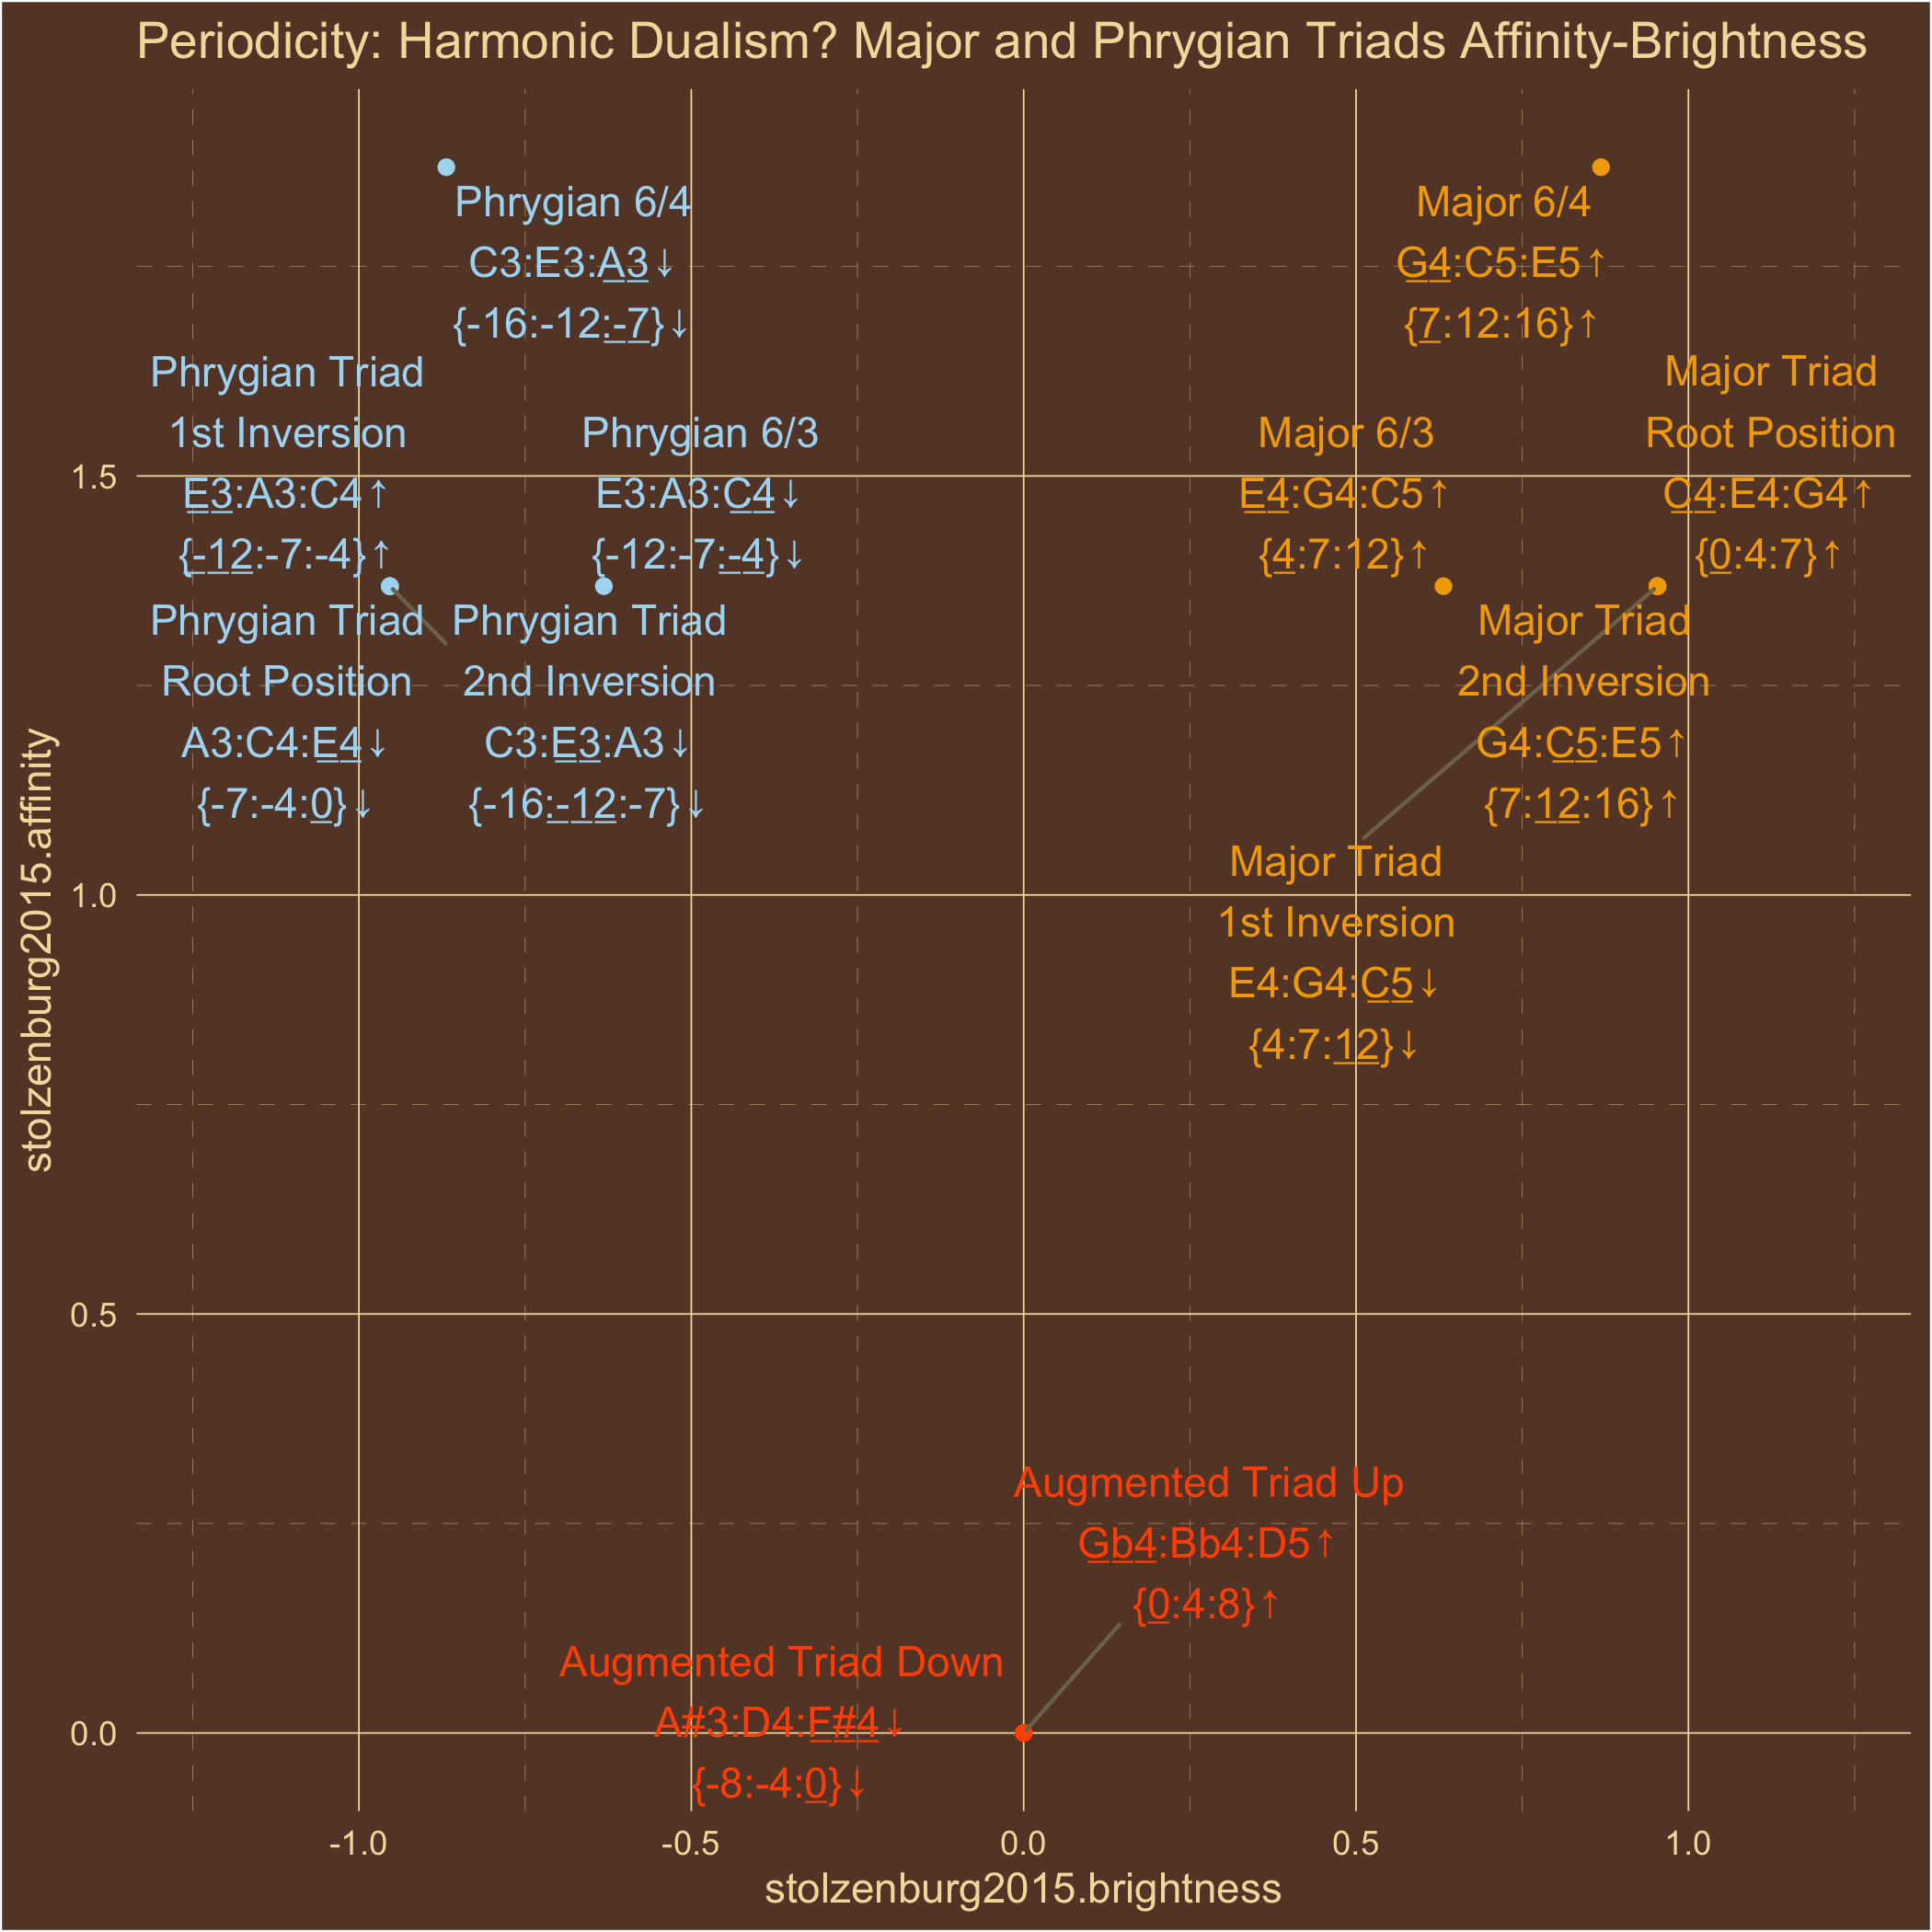 Periodicity: Harmonic Dualism? Major and Phrygian Triads Affinity-Brightness
stolzenburg2015.affinity
1.5
1.0
0.5
0.0
Phrygian 6/4
C3:E3:A3↓
{-16:-12:-7}↓
Major 6/4
G4:C5:E5↑
{7:12:16}↑
Phrygian Triad
1st Inversion
E3:A3:C4↑
{-12:-7:-4}↑
Phrygian 6/3
E3:A3:C4↓
{-12:-7:-4}↓
Major 6/3
E4:G4:C5↑
{4:7:12}↑
Major Triad
Root Position
C4:E4:G4↑
{0:4:7}↑
Phrygian Triad
Root Position
A3:C4:E4↓
{-7:-4:0}↓
Phrygian Triad
2nd Inversion
C3:E3:A3↓
{-16:-12:-7}↓
Major Triad
2nd Inversion
G4:C5:E5↑
{7:12:16}↑
Major Triad
1st Inversion
E4:G4:C5↓
{4:7:12}↓
Augmented Triad Up
Gb4:Bb4:D5↑
{0:4:8}↑
Augmented Triad Down
A#3:D4:F#4↓
{-8:-4:0}↓
-1.0
-0.5
0.0
0.5
1.0
stolzenburg2015.brightness